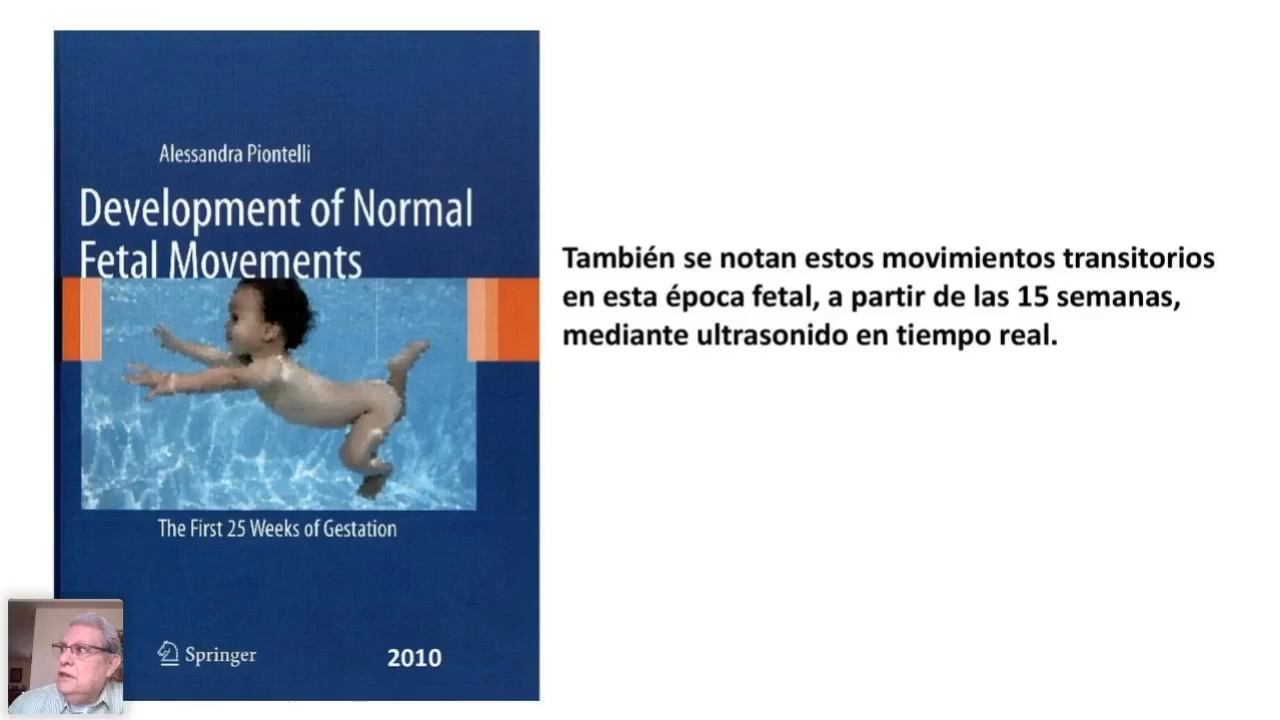 Alessandra Piontelli
Development of Normal
Fetal Movements
The First 25 Weeks of Gestation
Springer
2010
También se notan estos movimientos transitorios
en esta época fetal, a partir de las 15 semanas,
mediante ultrasonido en tiempo real.